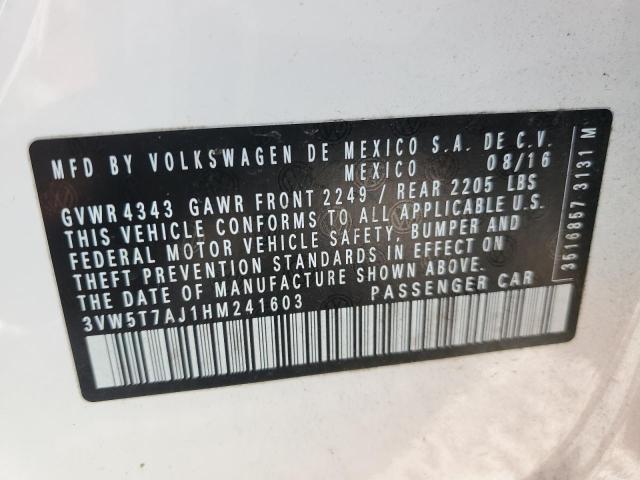 MFD BY VOLKSWAGEN DE MEXICO S.A. DE C.V.
MEXICO 08/16
GVWR 4343 GAWR FRONT 2249 / REAR 2205 LBS
THIS VEHICLE CONFORMS TO ALL APPLICABLE U.S.
FEDERAL MOTOR VEHICLE SAFETY, BUMPER AND
THEFT PREVENTION STANDARDS IN EFFECT ON
THE DATE OF MANUFACTURE SHOWN ABOVE.
3VW5T7AJ1HM241603 PASSENGER CAR
3516857 3131 M